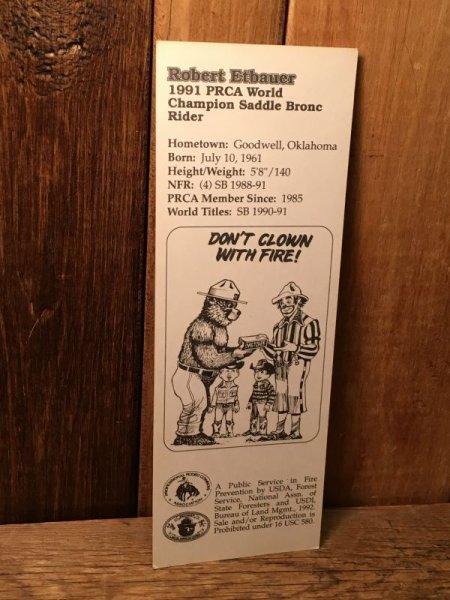 Robert Etbauer
1991 PRCA World
Champion Saddle Bronc
Rider
Hometown: Goodwell, Oklahoma
Born: July 10, 1961
Height/Weight: 5'8"/140
NFR: (4) SB 1988-91
PRCA Member Since: 1985
World Titles: SB 1990-91
DON'T CLOWN
WITH FIRE!
A Public Service in Fire
Prevention by USDA, Forest
Service, National Assn. of
State Foresters and USDI,
Bureau of Land Mgmt., 1992.
Sale and/or Reproduction is
Prohibited under 16 USC 580.